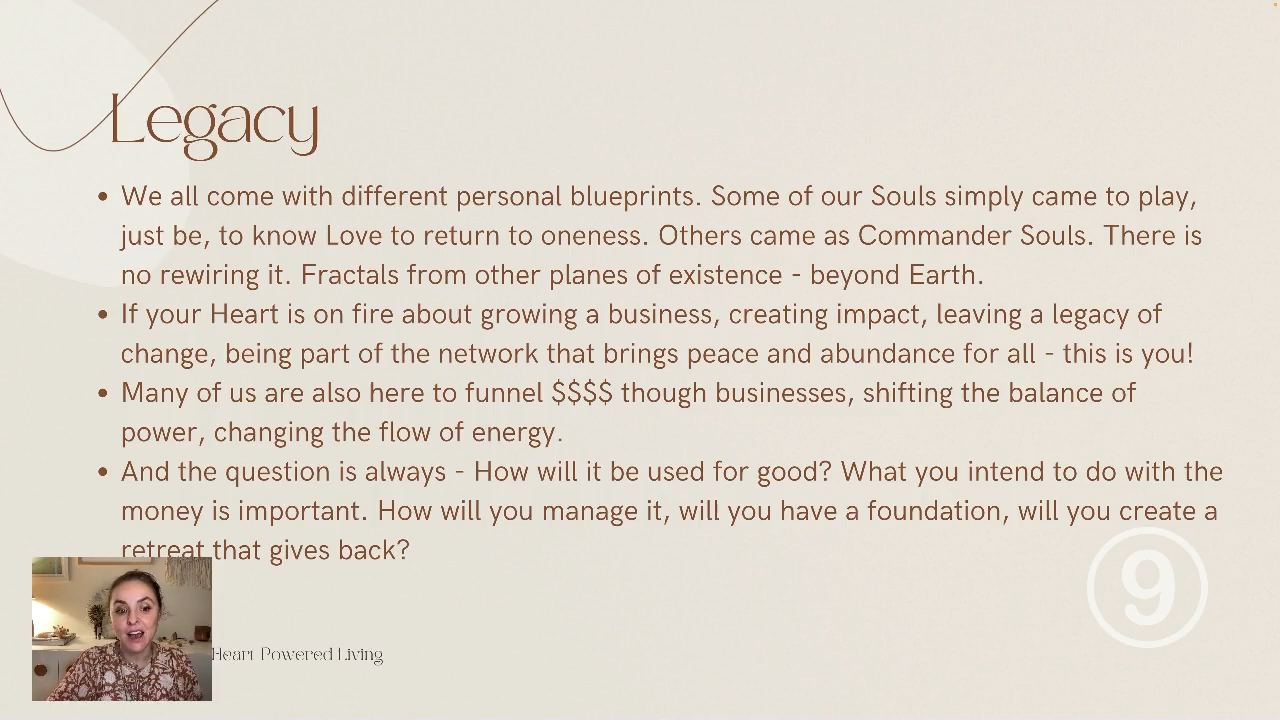 Legacy
• We all come with different personal blueprints. Some of our Souls simply came to play,
just be, to know Love to return to oneness. Others came as Commander Souls. There is
no rewiring it. Fractals from other planes of existence - beyond Earth.
• If your Heart is on fire about growing a business, creating impact, leaving a legacy of
change, being part of the network that brings peace and abundance for all - this is you!
• Many of us are also here to funnel $$$$ though businesses, shifting the balance of
power, changing the flow of energy.
• And the question is always - How will it be used for good? What you intend to do with the
money is important. How will you manage it, will you have a foundation, will you create a
retreat that gives back?
9
Heart Powered Living